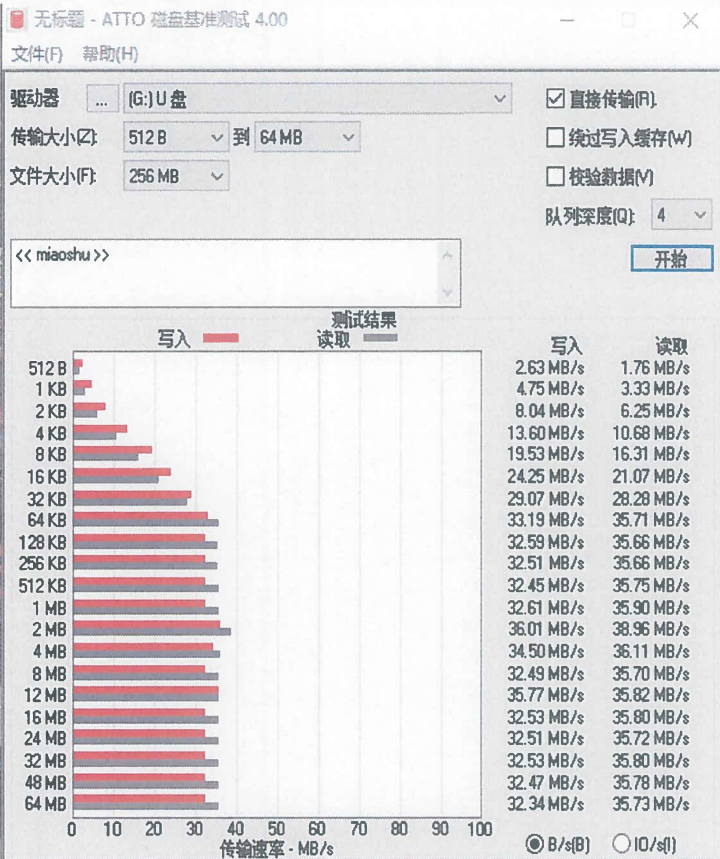 无标题 - ATTO 磁盘基准测试 4.00
文件(F) 帮助(H)
驱动器 ... (G:) U 盘
直接传输(R).
传输大小(Z): 512 B 到 64 MB
绕过写入缓存(W)
文件大小(F): 256 MB
校验数据(V)
队列深度(Q): 4
<< miaoshu >>
开始
测试结果
写入 读取
写入 读取
512 B 2.63 MB/s 1.76 MB/s
1 KB 4.75 MB/s 3.33 MB/s
2 KB 8.04 MB/s 6.25 MB/s
4 KB 13.60 MB/s 10.68 MB/s
8 KB 19.53 MB/s 16.31 MB/s
16 KB 24.25 MB/s 21.07 MB/s
32 KB 29.07 MB/s 28.28 MB/s
64 KB 33.19 MB/s 35.71 MB/s
128 KB 32.59 MB/s 35.66 MB/s
256 KB 32.51 MB/s 35.66 MB/s
512 KB 32.45 MB/s 35.75 MB/s
1 MB 32.61 MB/s 35.90 MB/s
2 MB 36.01 MB/s 38.96 MB/s
4 MB 34.50 MB/s 36.11 MB/s
8 MB 32.49 MB/s 35.70 MB/s
12 MB 35.77 MB/s 35.82 MB/s
16 MB 32.53 MB/s 35.80 MB/s
24 MB 32.51 MB/s 35.72 MB/s
32 MB 32.53 MB/s 35.80 MB/s
48 MB 32.47 MB/s 35.78 MB/s
64 MB 32.34 MB/s 35.73 MB/s
0 10 20 30 40 50 60 70 80 90 100
传输速率 - MB/s
B/s(B) IO/s(I)